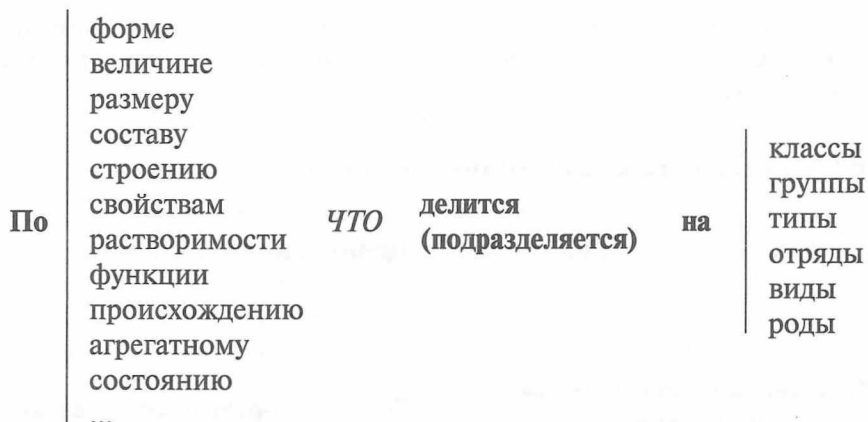 По
форме
величине
размеру
составу
строению
свойствам
растворимости
функции
происхождению
агрегатному
состоянию
...
ЧТО
делится
(подразделяется)
на
классы
группы
типы
отряды
виды
роды